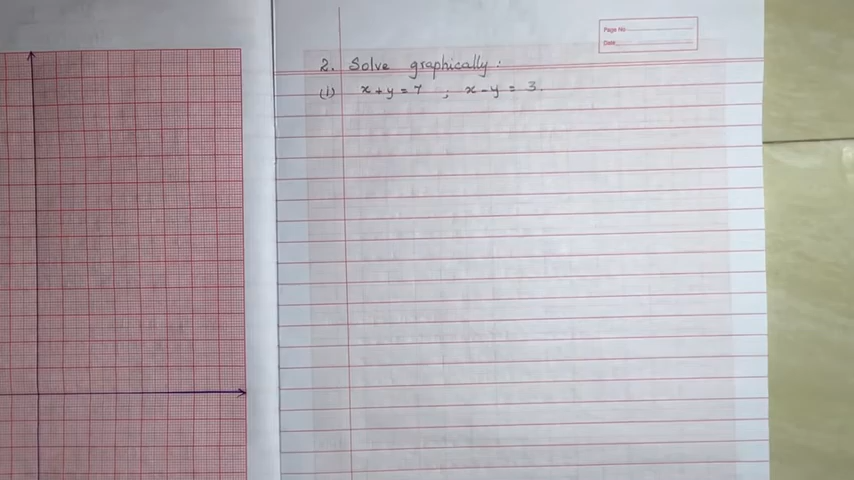 Page No
Date
2. Solve graphically :
(i) x + y = 7 ; x - y = 3.